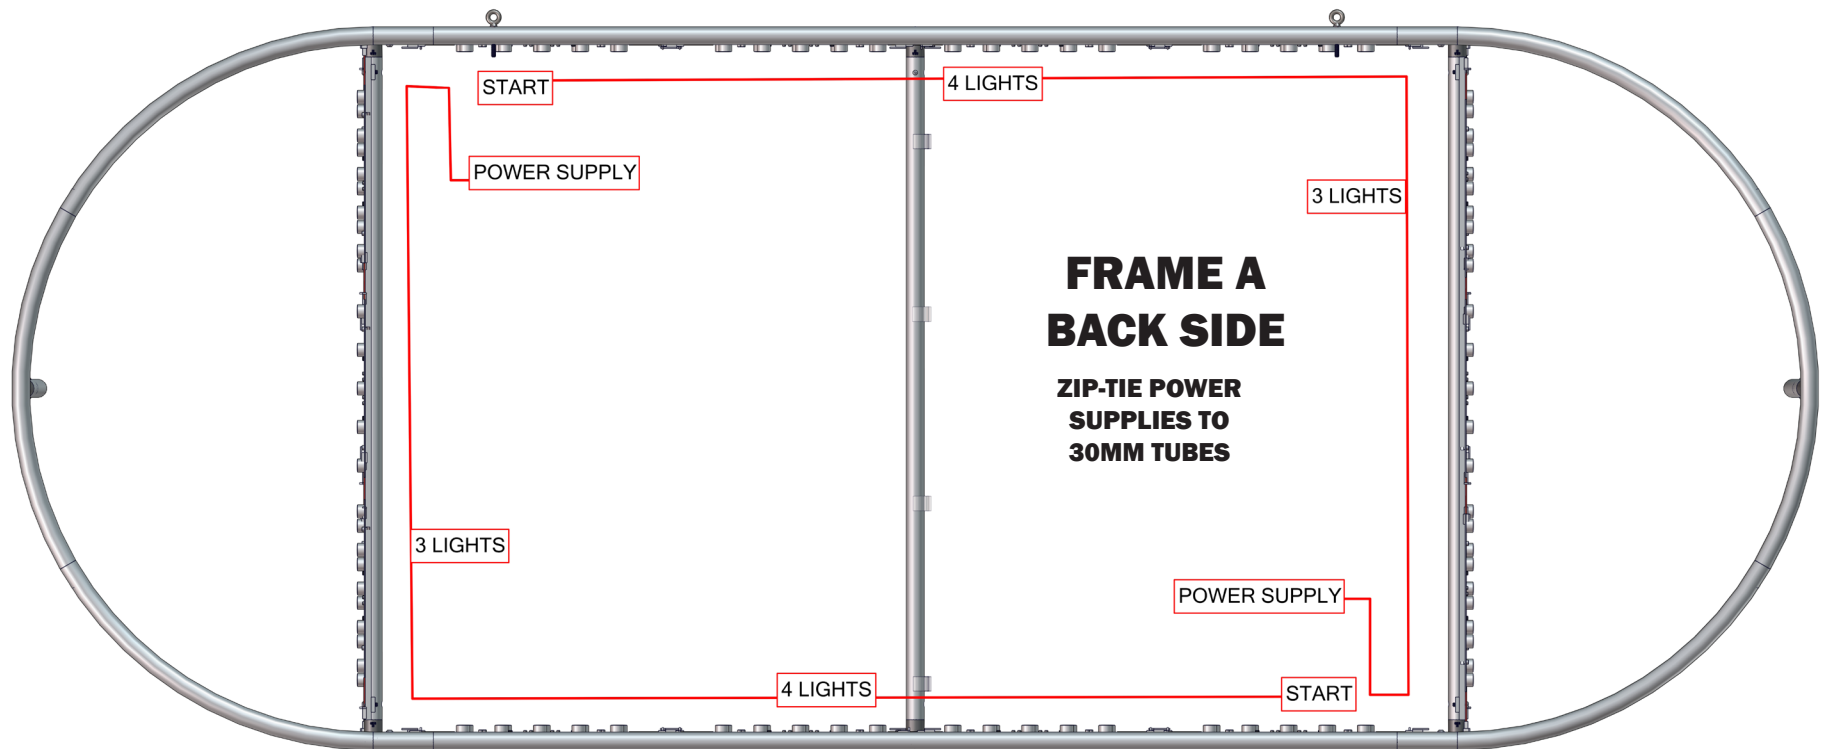 START
4 LIGHTS
POWER SUPPLY
3 LIGHTS
FRAME A
BACK SIDE
ZIP-TIE POWER
SUPPLIES TO
30MM TUBES
3 LIGHTS
POWER SUPPLY
4 LIGHTS
START